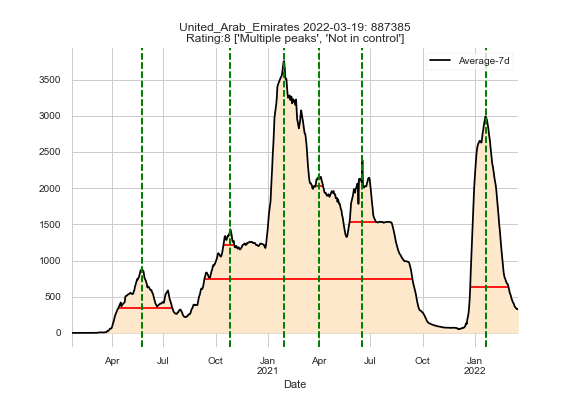 United_Arab_Emirates 2022-03-19: 887385
Rating:8 ['Multiple peaks', 'Not in control']
Average-7d
3500
3000
2500
2000
1500
1000
500
0
Apr
Jul
Oct
Jan
2021
Apr
Jul
Oct
Jan
2022
Date